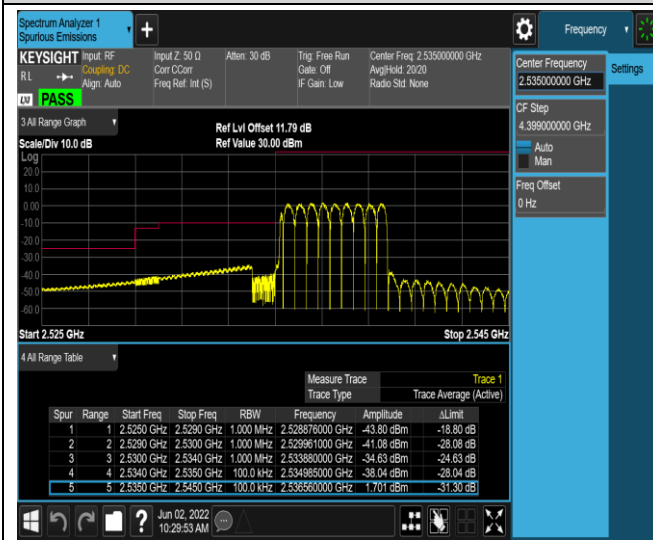 Spectrum Analyzer 1
Spurious Emissions
+
Frequency
KEYSIGHT
Input: RF
Coupling: DC
Align: Auto
Input Z: 50 Ω
Corr CCorr
Freq Ref: Int (S)
Atten: 30 dB
Trig: Free Run
Gate: Off
IF Gain: Low
Center Freq: 2.535000000 GHz
Avg|Hold: 20/20
Radio Std: None
RL
LXI
PASS
Center Frequency
2.535000000 GHz
Settings
CF Step
4.399000000 GHz
Auto
Man
Freq Offset
0 Hz
3 All Range Graph
Ref Lvl Offset 11.79 dB
Scale/Div 10.0 dB
Ref Value 30.00 dBm
Log
20.0
10.0
0.00
-10.0
-20.0
-30.0
-40.0
-50.0
-60.0
Start 2.525 GHz
Stop 2.545 GHz
4 All Range Table
Measure Trace Trace 1
Trace Type Trace Average (Active)
Spur Range Start Freq Stop Freq RBW Frequency Amplitude ΔLimit
1 1 2.5250 GHz 2.5290 GHz 1.000 MHz 2.528876000 GHz -43.80 dBm -18.80 dB
2 2 2.5290 GHz 2.5300 GHz 1.000 MHz 2.529961000 GHz -41.08 dBm -28.08 dB
3 3 2.5300 GHz 2.5340 GHz 1.000 MHz 2.533880000 GHz -34.63 dBm -24.63 dB
4 4 2.5340 GHz 2.5350 GHz 100.0 kHz 2.534985000 GHz -38.04 dBm -28.04 dB
5 5 2.5350 GHz 2.5450 GHz 100.0 kHz 2.536560000 GHz 1.701 dBm -31.30 dB
?
Jun 02, 2022
10:29:53 AM